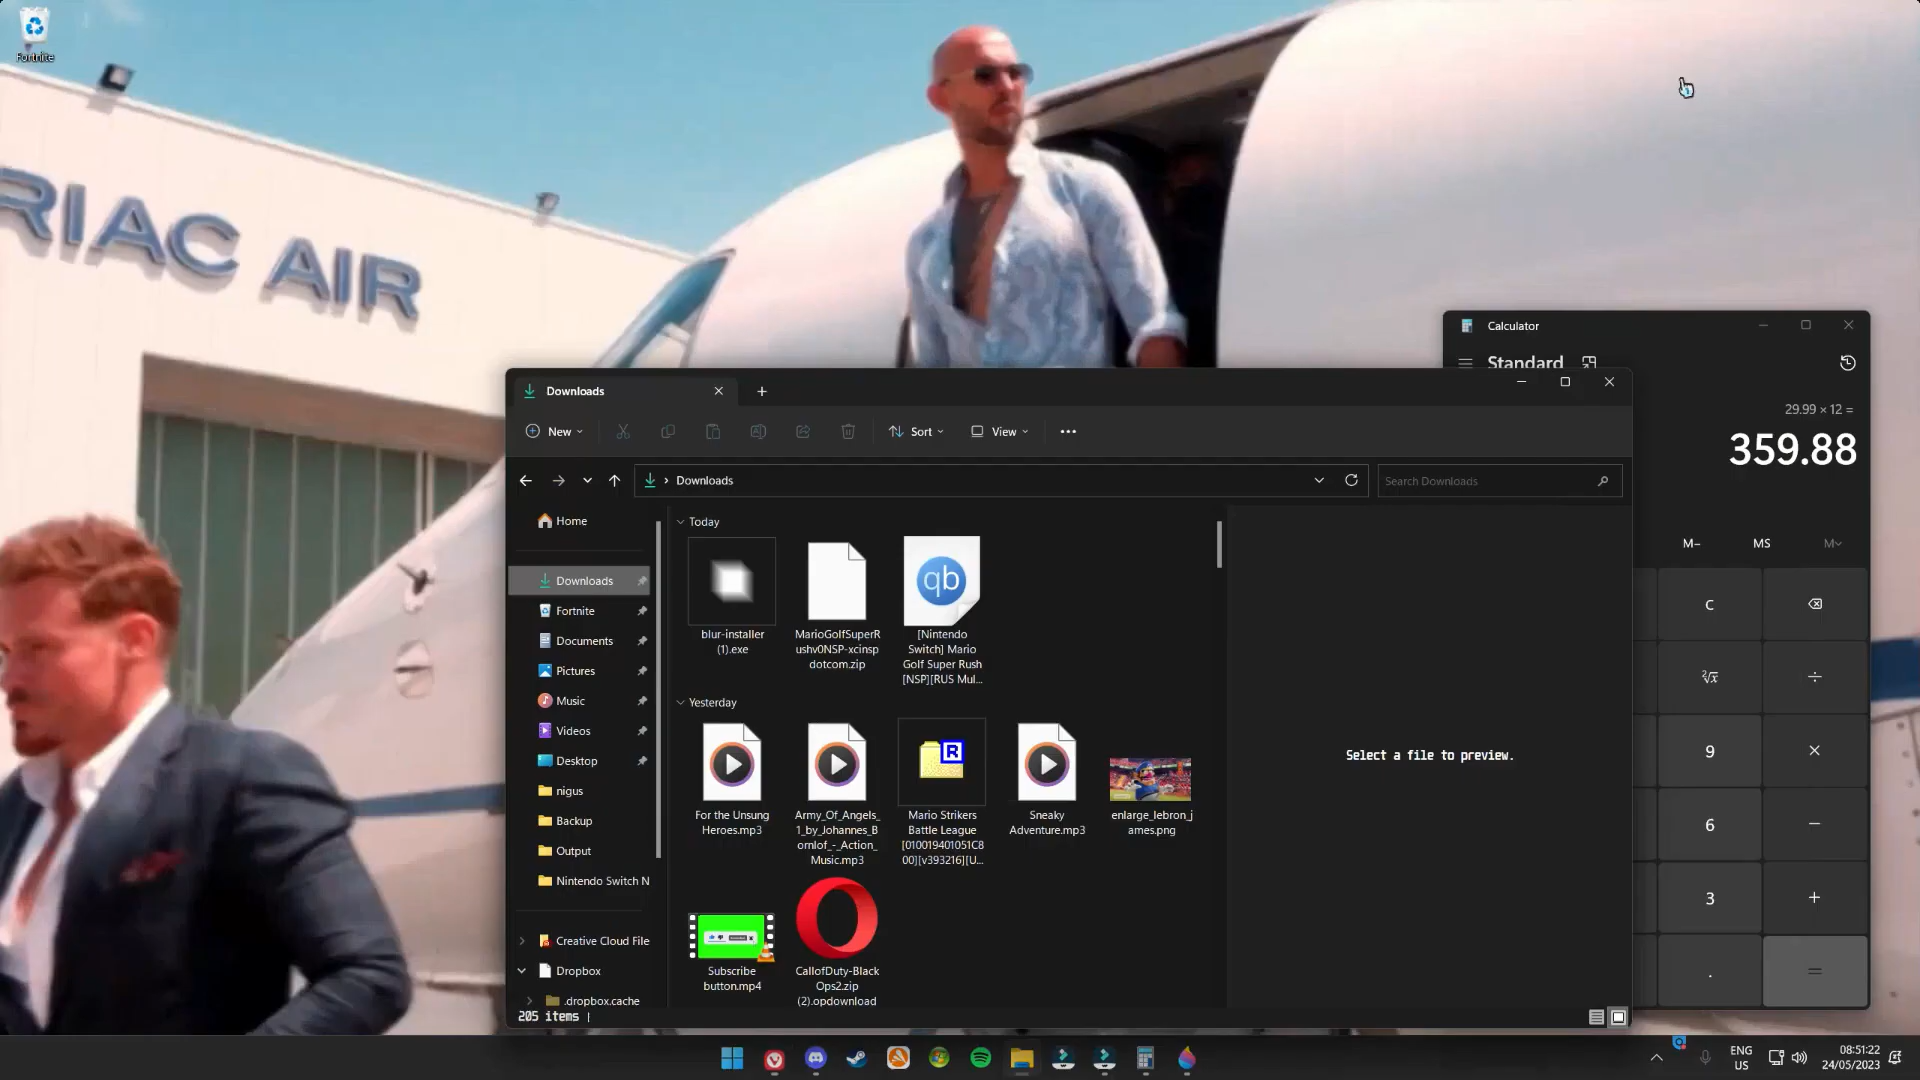 Fortnite
RIAC AIR
Calculator
Standard
29.99 × 12 =
359.88
M-
MS
M
C
²√x
÷
9
×
6
−
3
+
.
=
Downloads
New
Sort
View
Downloads
Search Downloads
Home
Downloads
Fortnite
Documents
Pictures
Music
Videos
Desktop
nigus
Backup
Output
Nintendo Switch N
Creative Cloud File
Dropbox
.dropbox.cache
Today
blur-installer
(1).exe
MarioGolfSuperR
ushv0NSP-xcinsp
dotcom.zip
qb
[Nintendo
Switch] Mario
Golf Super Rush
[NSP][RUS Mul...
Yesterday
For the Unsung
Heroes.mp3
Army_Of_Angels_
1_by_Johannes_B
ornlof_-_Action_
Music.mp3
R
Mario Strikers
Battle League
[010019401051C8
00][v393216][U...
Sneaky
Adventure.mp3
enlarge_lebron_j
ames.png
Subscribe
button.mp4
CallofDuty-Black
Ops2.zip
(2).opdownload
Select a file to preview.
205 items
ENG
US
08:51:22
24/05/2023